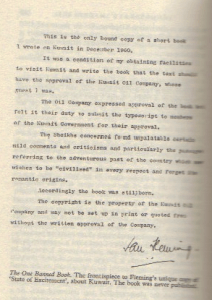 This is the only bound copy of a short book
I wrote on Kuwait in December 1960.
It was a condition of my obtaining facilities
to visit Kuwait and write the book that the text should
have the approval of the Kuwait Oil Company, whose
guest I was.
The Oil Company expressed approval of the book but
felt it their duty to submit the typescript to members
of the Kuwait Government for their approval.
The Sheikhs concerned found unpalatable certain
mild comments and criticisms and particularly the passages
referring to the adventurous past of the country which now
wishes to be "civilised" in every respect and forget its
romantic origins.
Accordingly the book was stillborn.
The copyright is the property of the Kuwait Oil
Company and may not be set up in print or quoted from
without the written approval of the Company.
Ian Fleming
The One Banned Book. The frontispiece to Fleming's unique copy of
'State of Excitement', about Kuwait. The book was never published.